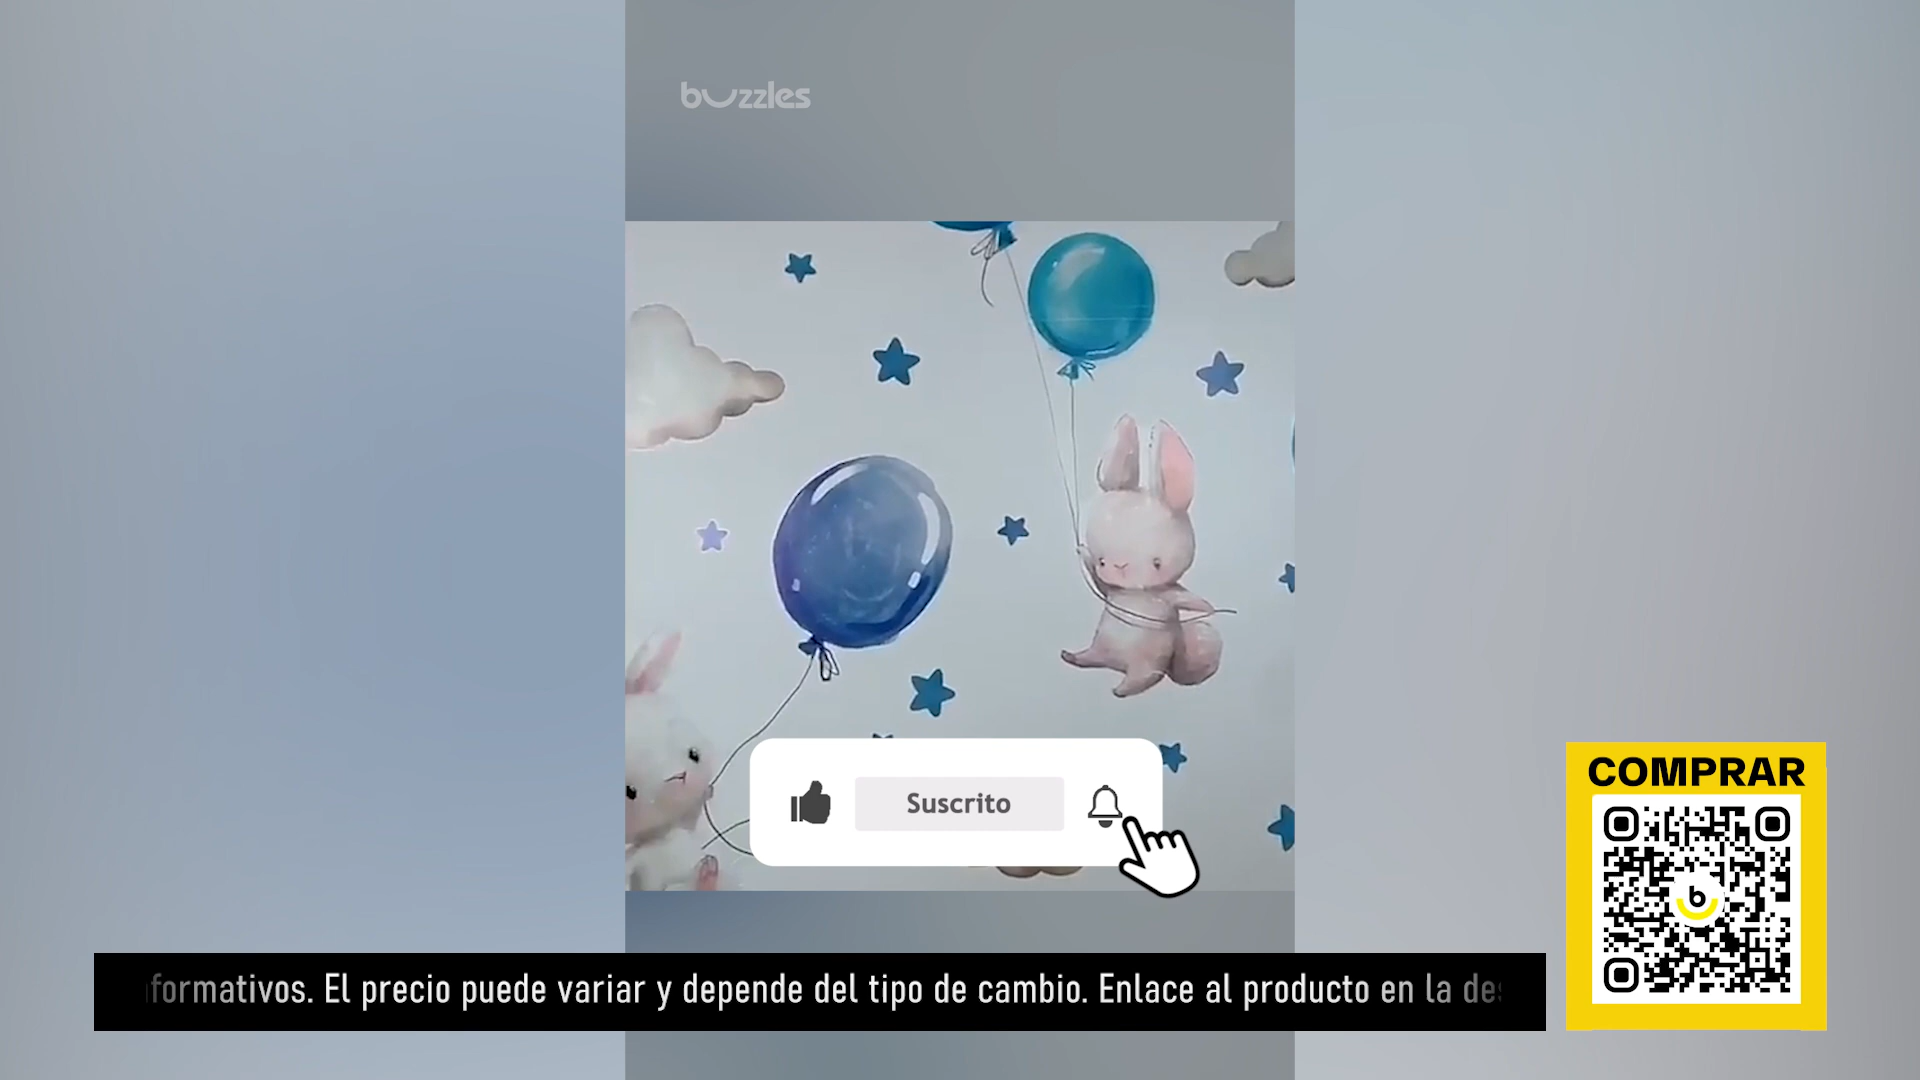 buzzles
Suscrito
COMPRAR
b
formativos. El precio puede variar y depende del tipo de cambio. Enlace al producto en la